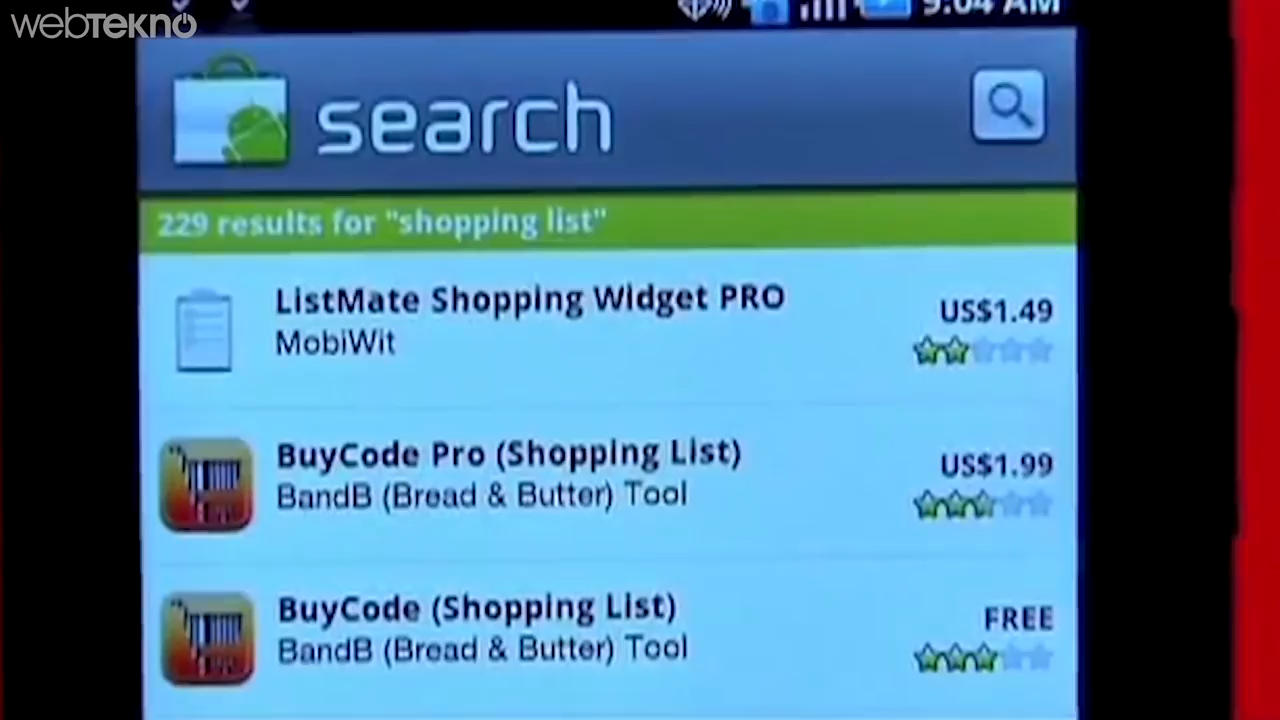 webTEKNO
9:04 AM
search
229 results for "shopping list"
ListMate Shopping Widget PRO
US$1.49
MobiWit
BuyCode Pro (Shopping List)
US$1.99
BandB (Bread & Butter) Tool
BuyCode (Shopping List)
FREE
BandB (Bread & Butter) Tool